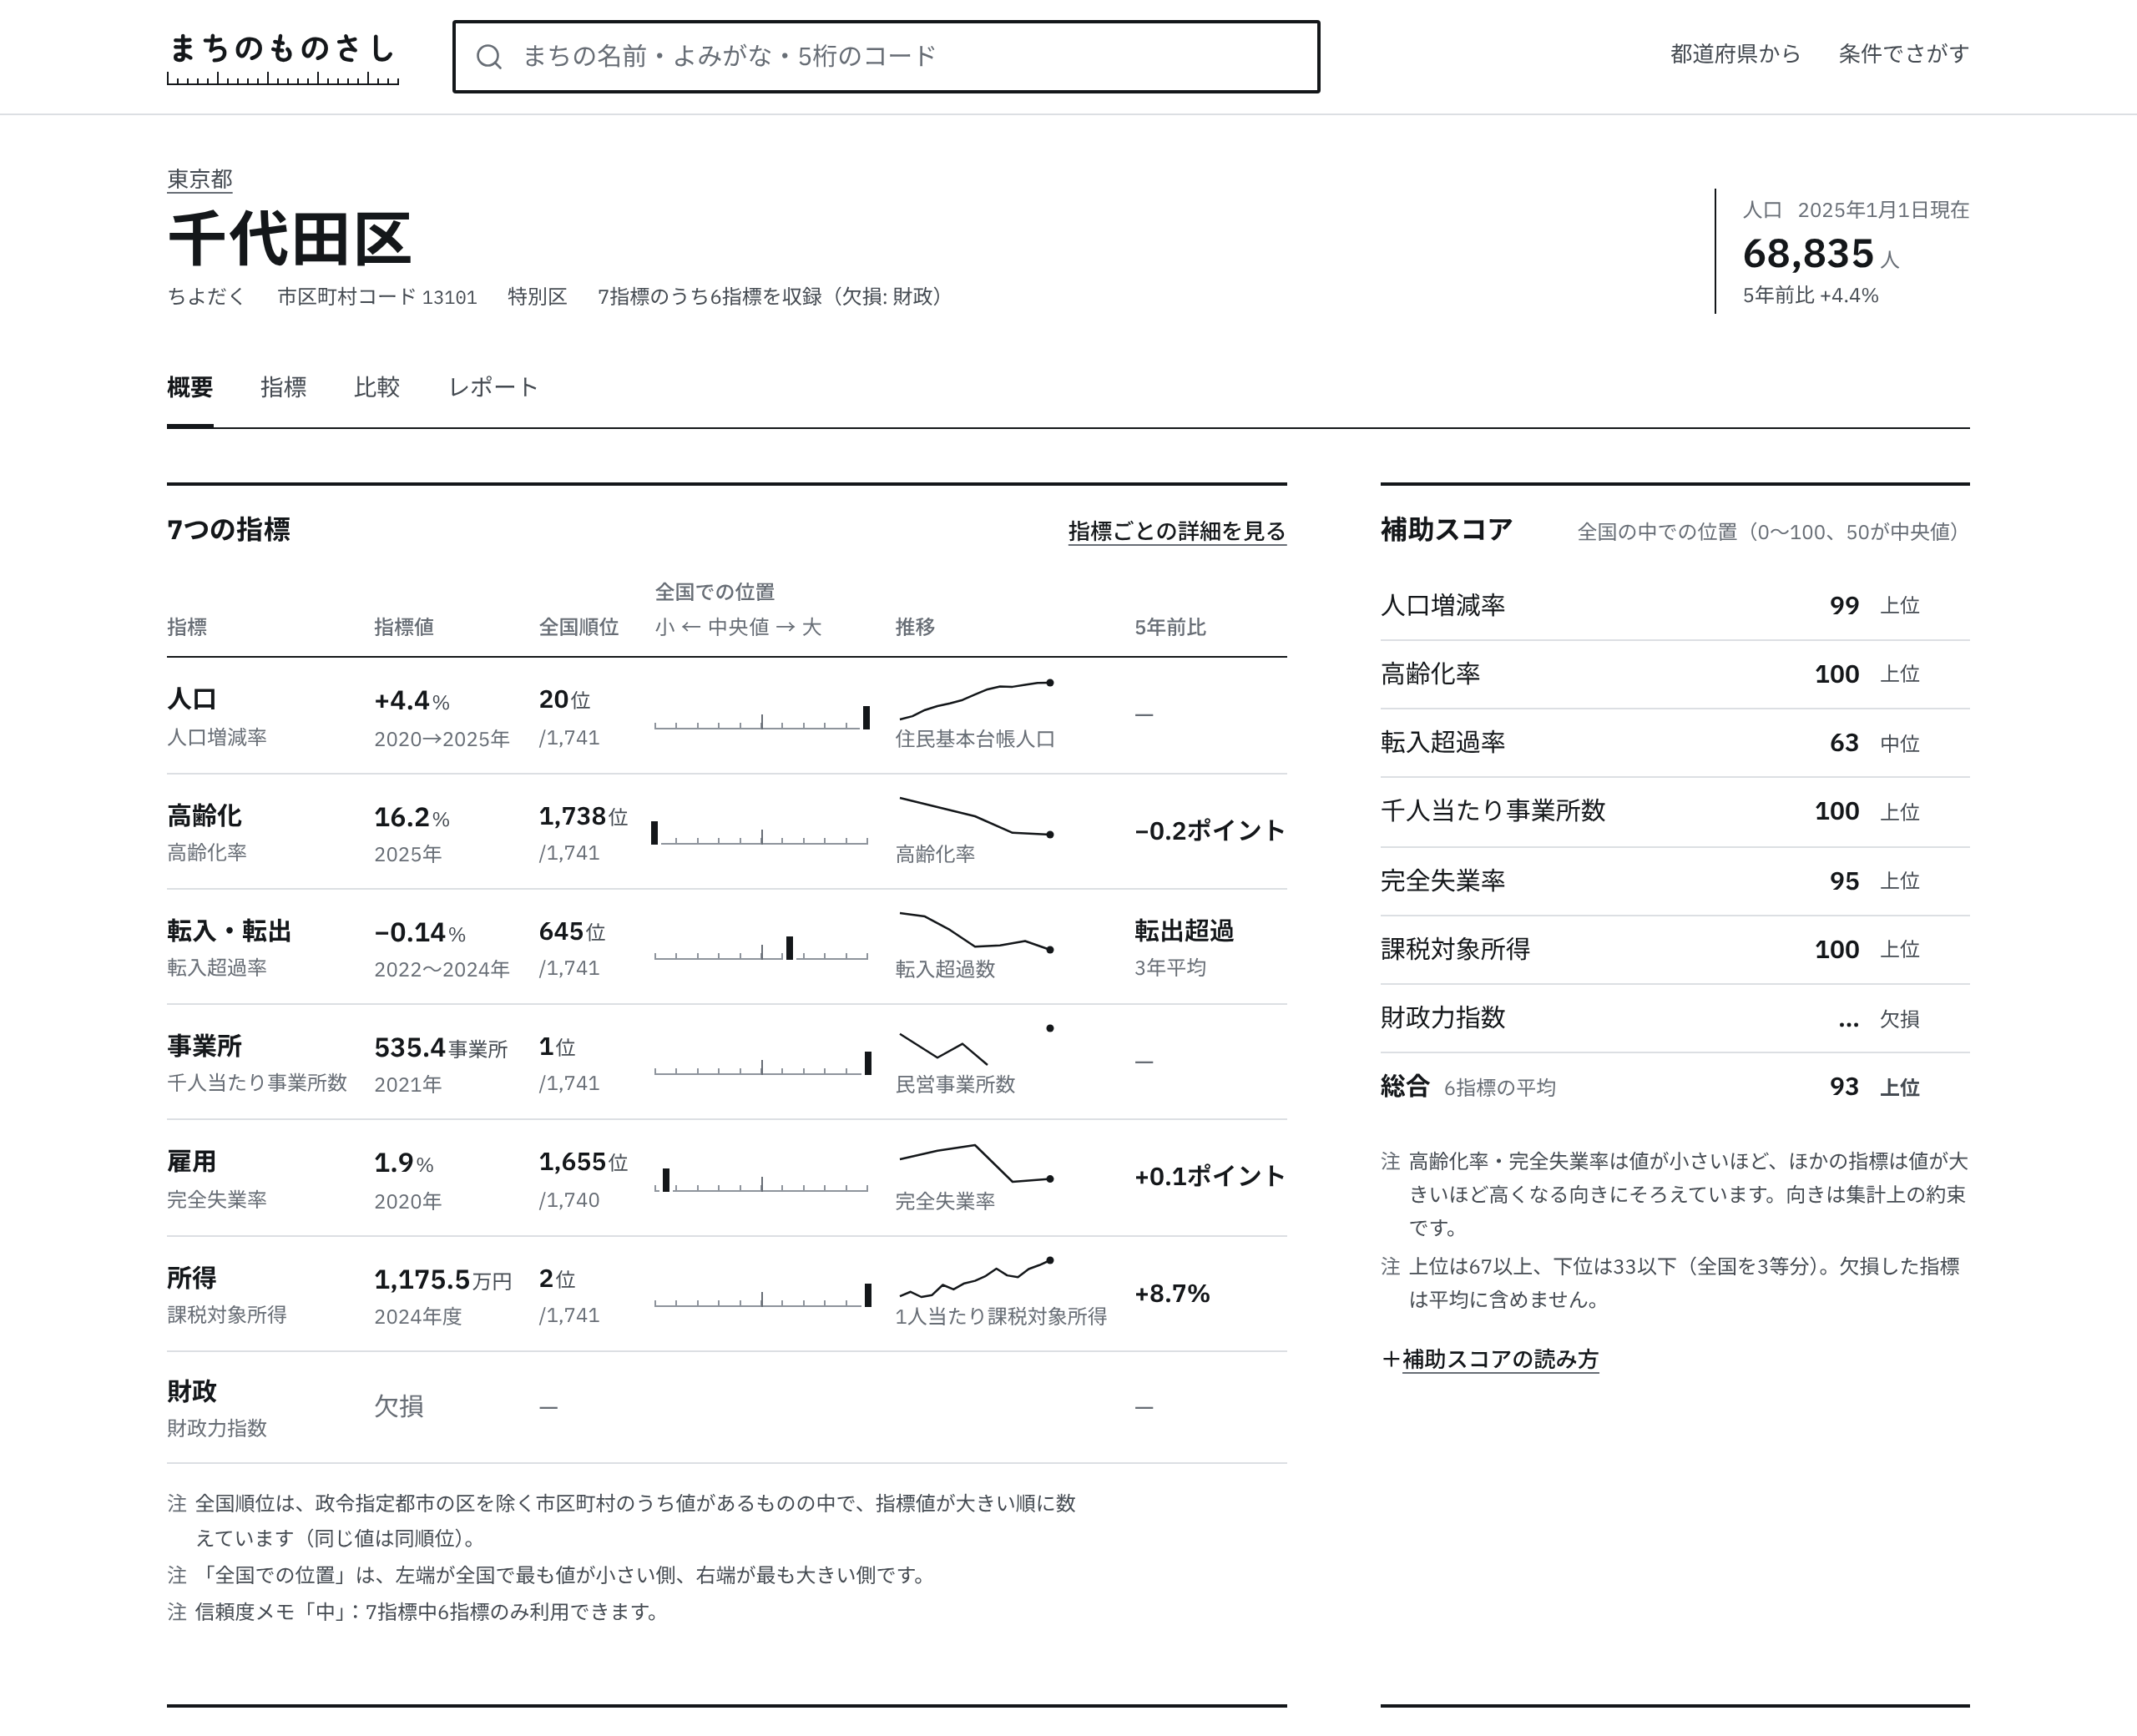 まちのものさし
まちの名前・よみがな・5桁のコード
都道府県から 条件でさがす
東京都
千代田区
ちよだく 市区町村コード 13101 特別区 7指標のうち6指標を収録（欠損: 財政）
人口 2025年1月1日現在
68,835 人
5年前比 +4.4%
概要 指標 比較 レポート
7つの指標 指標ごとの詳細を見る
指標 指標値 全国順位 全国での位置 推移 5年前比
小 ← 中央値 → 大
人口 +4.4% 20位 —
人口増減率 2020→2025年 /1,741 住民基本台帳人口
高齢化 16.2% 1,738位 −0.2ポイント
高齢化率 2025年 /1,741 高齢化率
転入・転出 −0.14% 645位 転出超過
転入超過率 2022〜2024年 /1,741 転入超過数 3年平均
事業所 535.4事業所 1位 —
千人当たり事業所数 2021年 /1,741 民営事業所数
雇用 1.9% 1,655位 +0.1ポイント
完全失業率 2020年 /1,740 完全失業率
所得 1,175.5万円 2位 +8.7%
課税対象所得 2024年度 /1,741 1人当たり課税対象所得
財政 欠損 — —
財政力指数
注 全国順位は、政令指定都市の区を除く市区町村のうち値があるものの中で、指標値が大きい順に数
えています（同じ値は同順位）。
注 「全国での位置」は、左端が全国で最も値が小さい側、右端が最も大きい側です。
注 信頼度メモ「中」：7指標中6指標のみ利用できます。
補助スコア 全国の中での位置（0〜100、50が中央値）
人口増減率 99 上位
高齢化率 100 上位
転入超過率 63 中位
千人当たり事業所数 100 上位
完全失業率 95 上位
課税対象所得 100 上位
財政力指数 … 欠損
総合 6指標の平均 93 上位
注 高齢化率・完全失業率は値が小さいほど、ほかの指標は値が大
きいほど高くなる向きにそろえています。向きは集計上の約束
です。
注 上位は67以上、下位は33以下（全国を3等分）。欠損した指標
は平均に含めません。
＋補助スコアの読み方